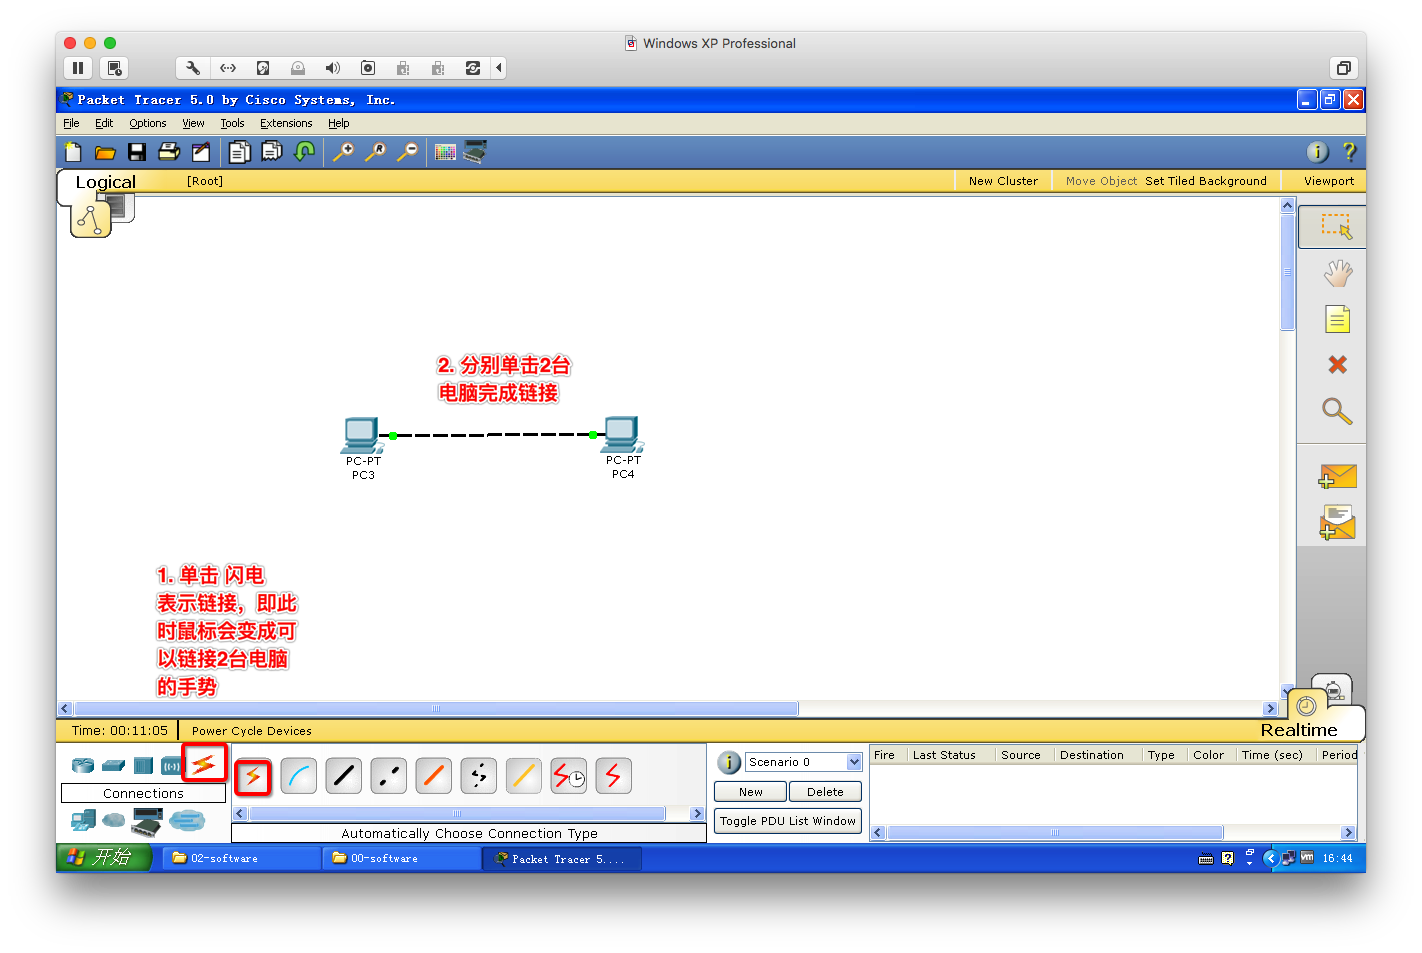 Windows XP Professional
Packet Tracer 5.0 by Cisco Systems, Inc.
File Edit Options View Tools Extensions Help
Logical [Root] New Cluster Move Object Set Tiled Background Viewport
2. 分别单击2台
电脑完成链接
PC-PT
PC3
PC-PT
PC4
1. 单击 闪电
表示链接，即此
时鼠标会变成可
以链接2台电脑
的手势
Time: 00:11:05 Power Cycle Devices
Realtime
Connections
Automatically Choose Connection Type
Scenario 0
New Delete
Toggle PDU List Window
Fire Last Status Source Destination Type Color Time (sec) Period
开始 02-software 00-software Packet Tracer 5.... 16:44